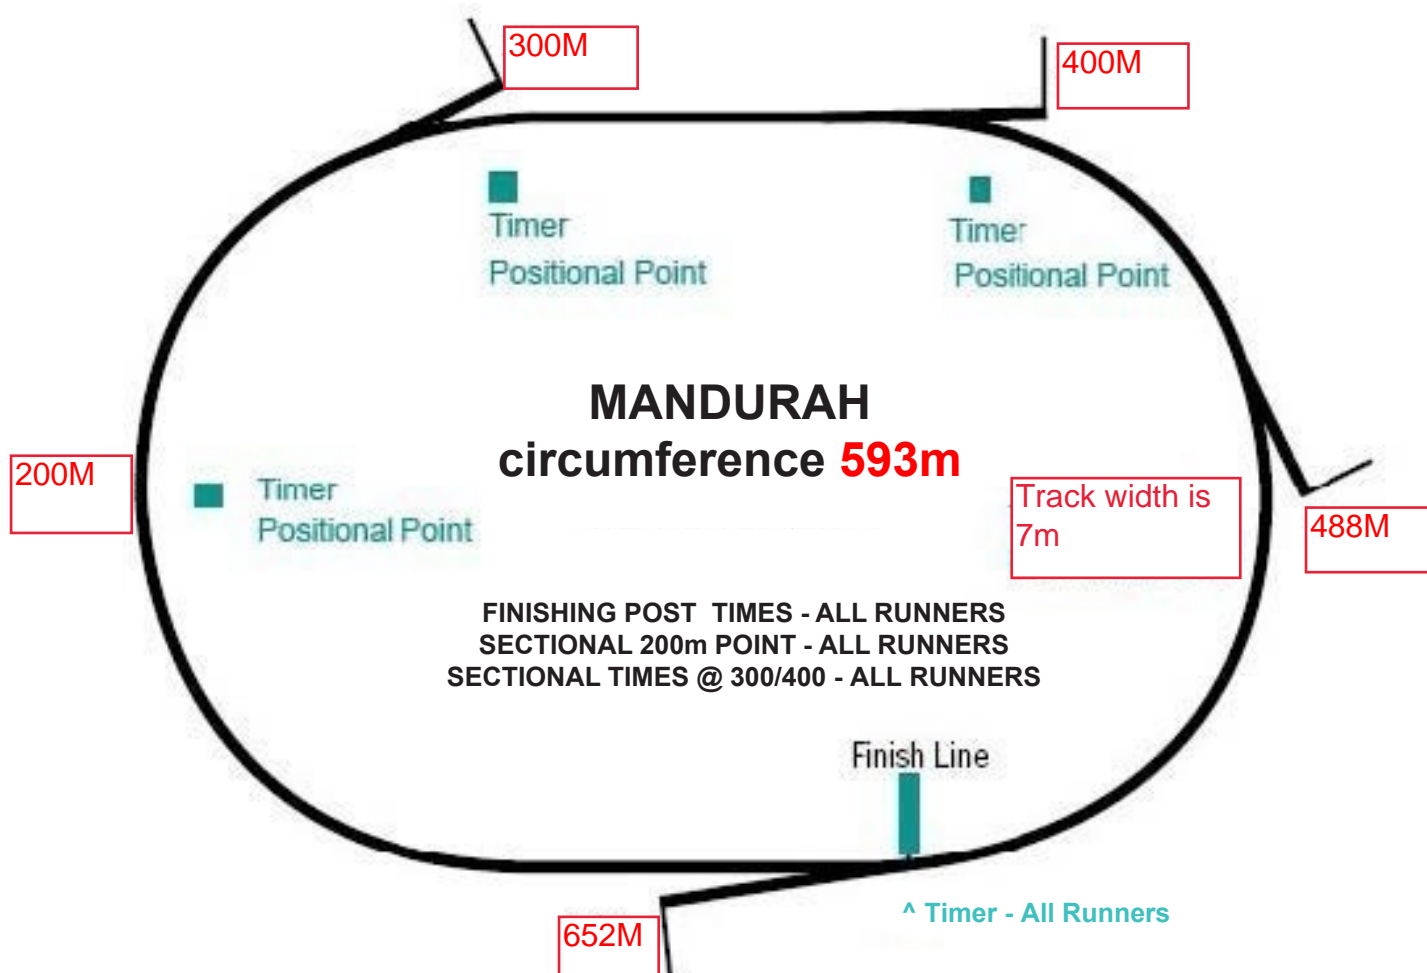 300M
400M
Timer
Positional Point
Timer
Positional Point
MANDURAH
circumference 593m
200M
Timer
Positional Point
Track width is
7m
488M
FINISHING POST TIMES - ALL RUNNERS
SECTIONAL 200m POINT - ALL RUNNERS
SECTIONAL TIMES @ 300/400 - ALL RUNNERS
Finish Line
^ Timer - All Runners
652M